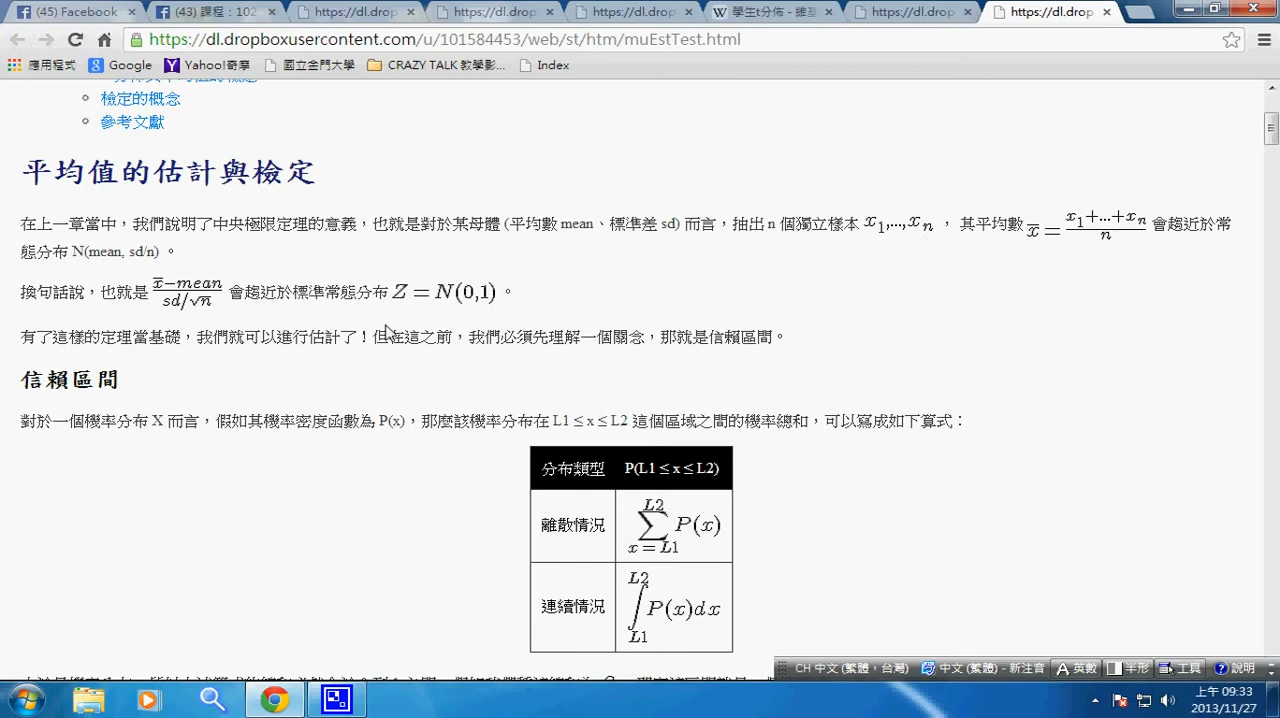 (45) Facebook
(43) 課程：102
https://dl.drop
https://dl.drop
https://dl.drop
學生t分佈 - 維基
https://dl.drop
https://dl.drop
https://dl.dropboxusercontent.com/u/101584453/web/st/htm/muEstTest.html
應用程式
Google
Yahoo!奇摩
國立金門大學
CRAZY TALK 教學影...
Index
檢定的概念
參考文獻
平均值的估計與檢定
在上一章當中，我們說明了中央極限定理的意義，也就是對於某母體 (平均數 mean、標準差 sd) 而言，抽出 n 個獨立樣本 x₁,...,xₙ ， 其平均數 x̅ = (x₁+...+xₙ)/n 會趨近於常
態分布 N(mean, sd/n) 。
換句話說，也就是 (x̅−mean)/(sd/√n) 會趨近於標準常態分布 Z = N(0,1) 。
有了這樣的定理當基礎，我們就可以進行估計了！但在這之前，我們必須先理解一個關念，那就是信賴區間。
信賴區間
對於一個機率分布 X 而言，假如其機率密度函數為 P(x)，那麼該機率分布在 L1 ≤ x ≤ L2 這個區域之間的機率總和，可以寫成如下算式：
分布類型 P(L1 ≤ x ≤ L2)
離散情況 ∑_{x=L1}^{L2} P(x)
連續情況 ∫_{L1}^{L2} P(x)dx
CH 中文 (繁體，台灣) 中文 (繁體) - 新注音 英數 半形 工具 說明
上午 09:33
2013/11/27